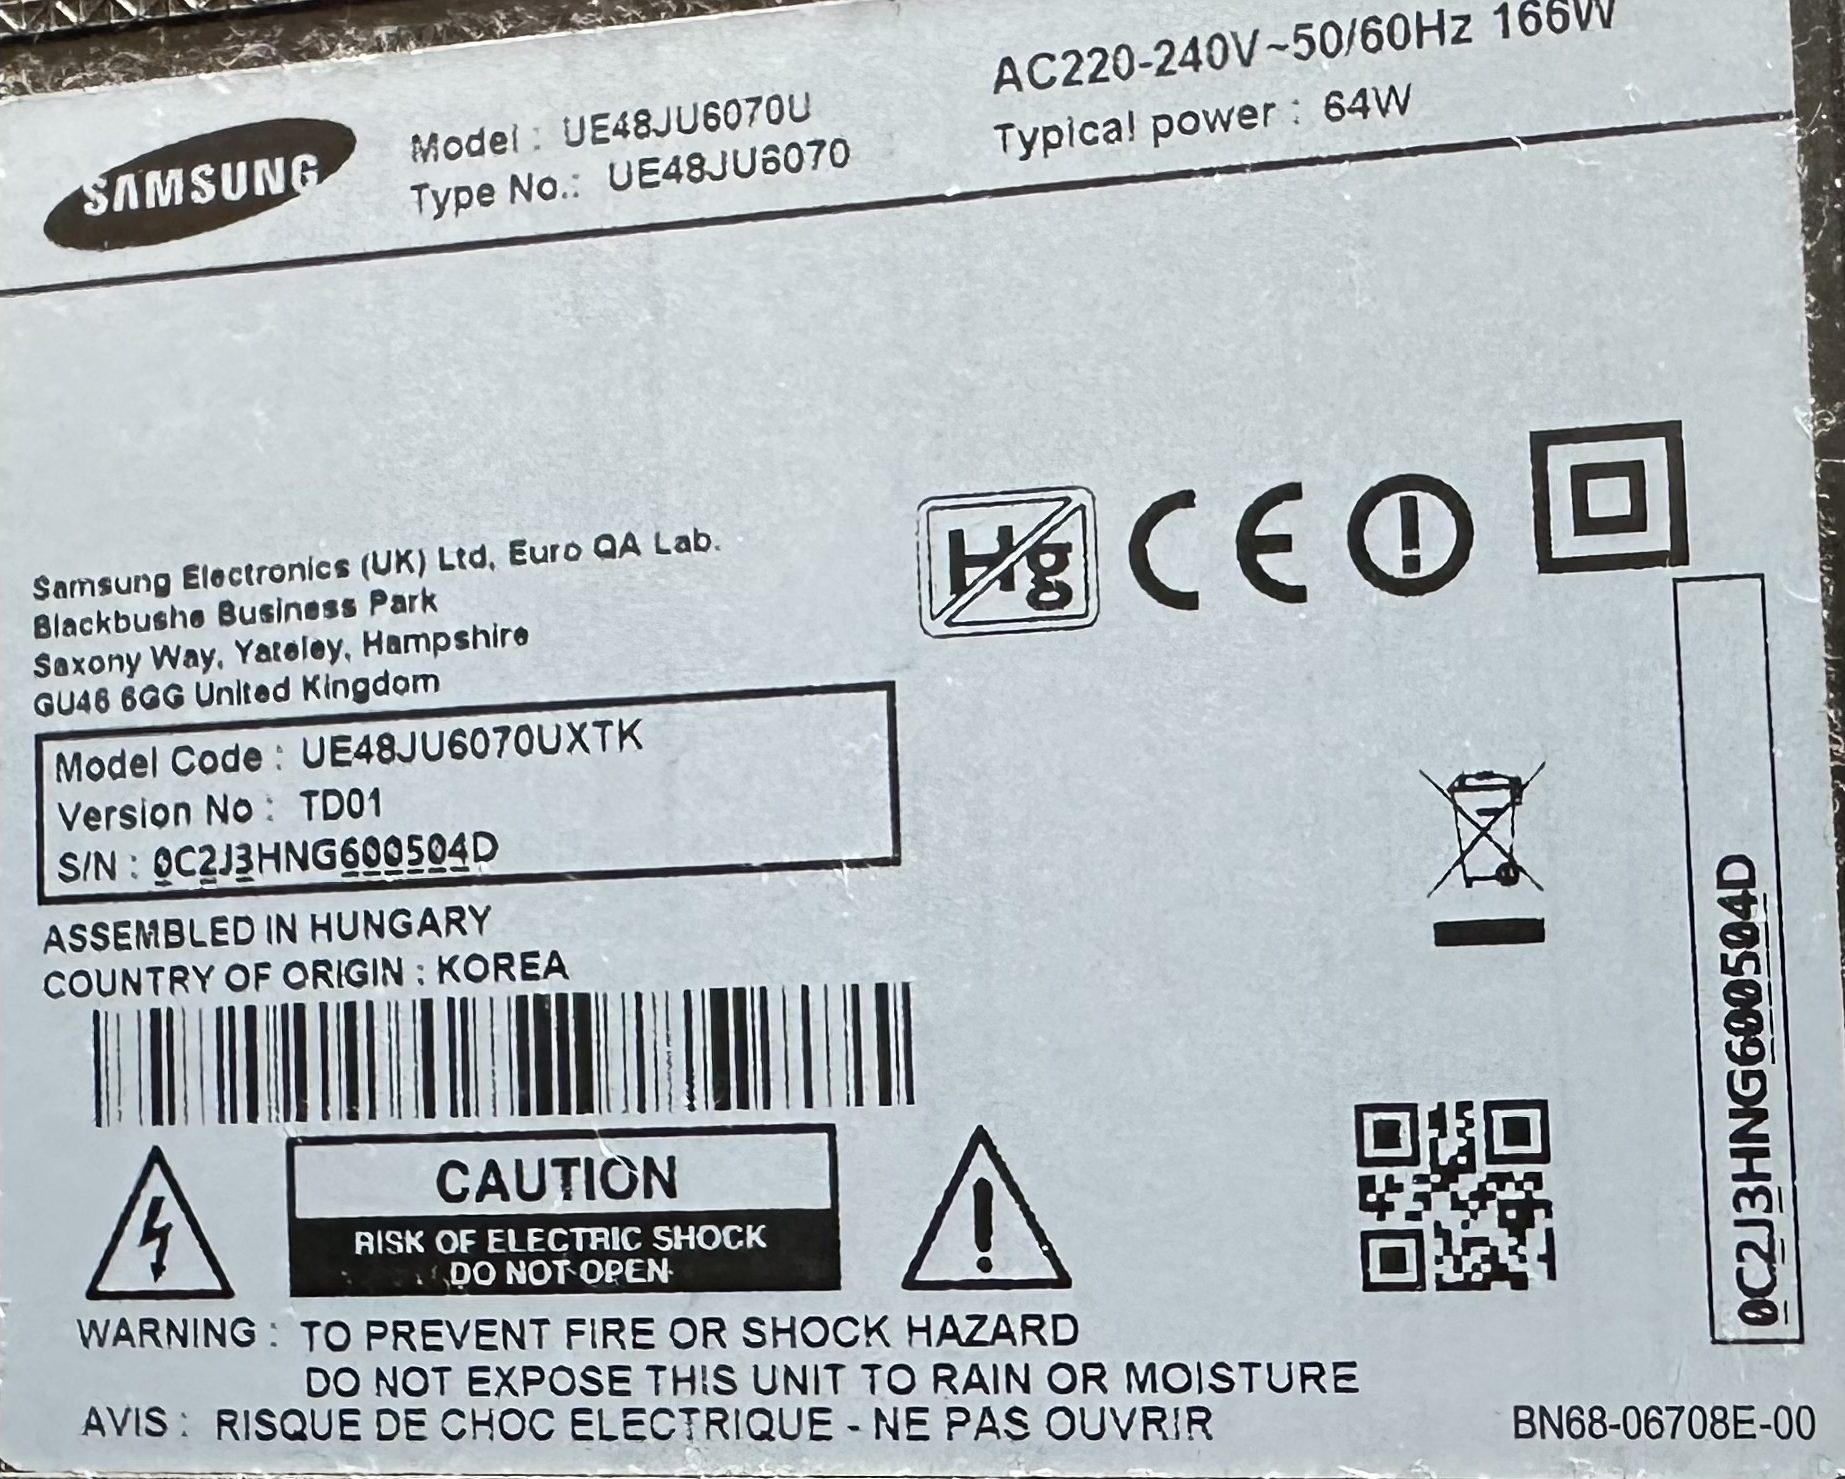 SAMSUNG
Model : UE48JU6070U
Type No.: UE48JU6070
AC220-240V~50/60Hz 166W
Typical power : 64W
Hg
CE
Samsung Electronics (UK) Ltd, Euro QA Lab.
Blackbushe Business Park
Saxony Way, Yateley, Hampshire
GU46 6GG United Kingdom
Model Code : UE48JU6070UXTK
Version No : TD01
S/N : 0C2J3HNG600504D
ASSEMBLED IN HUNGARY
COUNTRY OF ORIGIN : KOREA
0C2J3HNG600504D
CAUTION
RISK OF ELECTRIC SHOCK
DO NOT OPEN
WARNING : TO PREVENT FIRE OR SHOCK HAZARD
DO NOT EXPOSE THIS UNIT TO RAIN OR MOISTURE
AVIS : RISQUE DE CHOC ELECTRIQUE - NE PAS OUVRIR
BN68-06708E-00